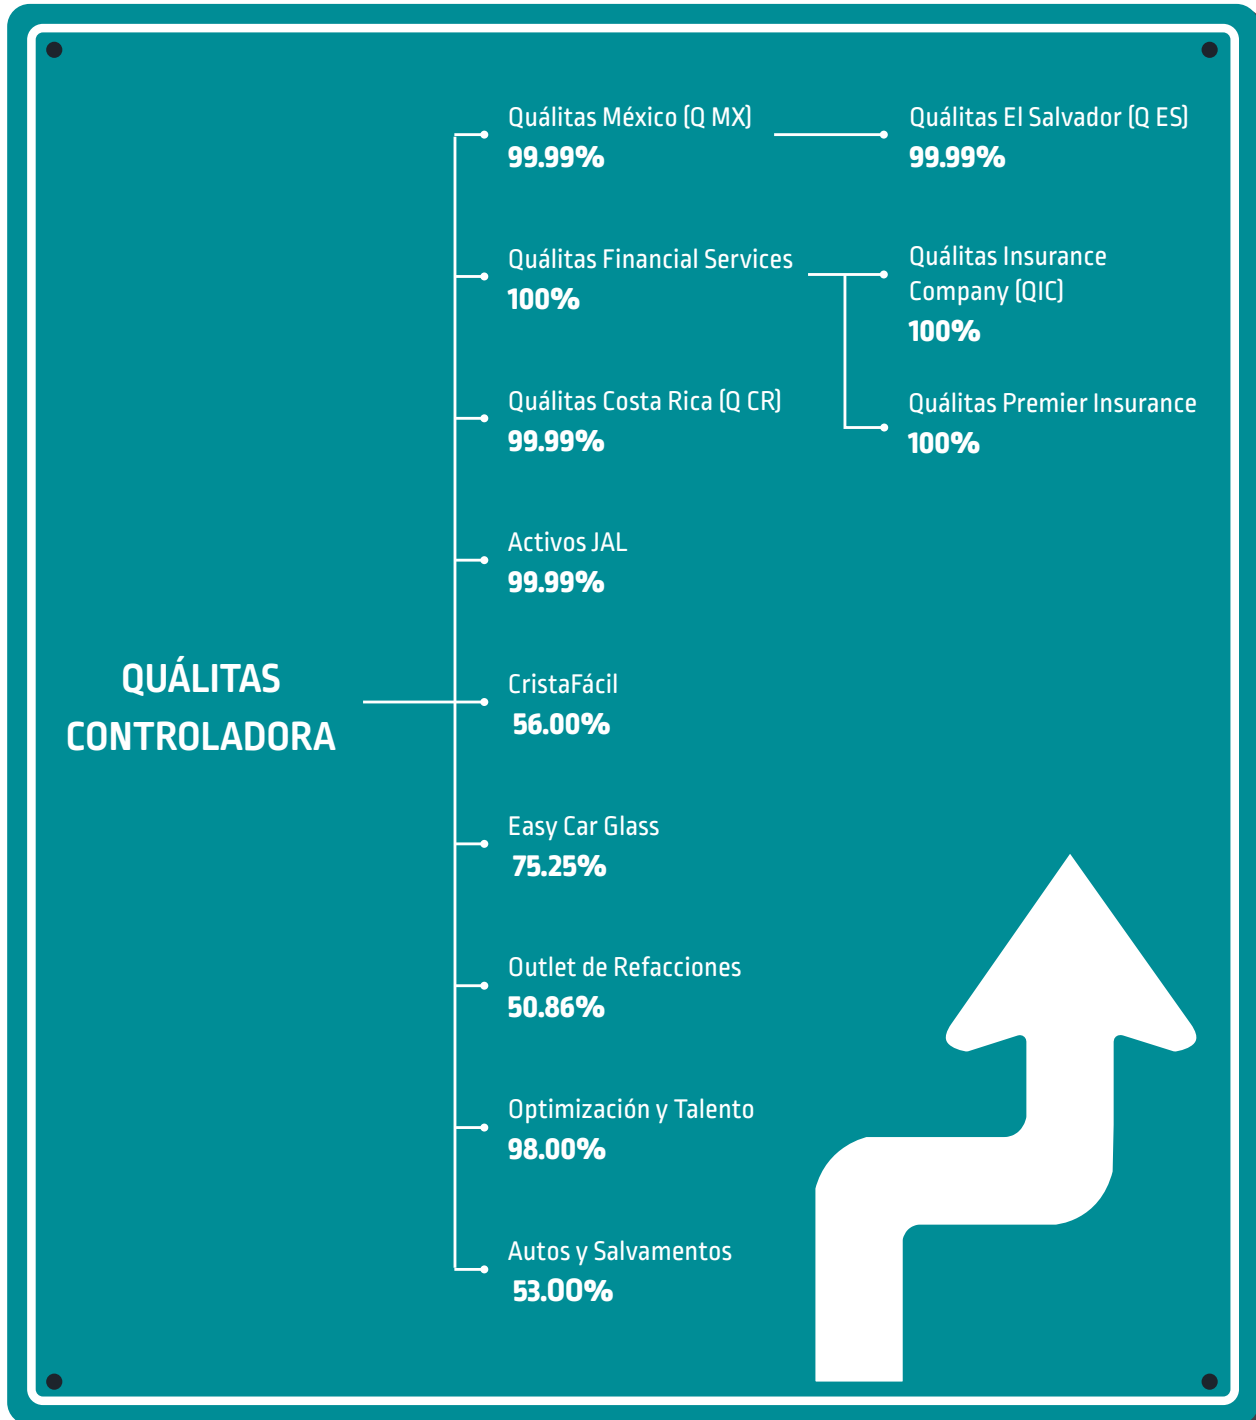 QUÁLITAS
CONTROLADORA
Quálitas México (Q MX)
99.99%
Quálitas El Salvador (Q ES)
99.99%
Quálitas Financial Services
100%
Quálitas Insurance
Company (QIC)
100%
Quálitas Premier Insurance
100%
Quálitas Costa Rica (Q CR)
99.99%
Activos JAL
99.99%
CristaFácil
56.00%
Easy Car Glass
75.25%
Outlet de Refacciones
50.86%
Optimización y Talento
98.00%
Autos y Salvamentos
53.00%